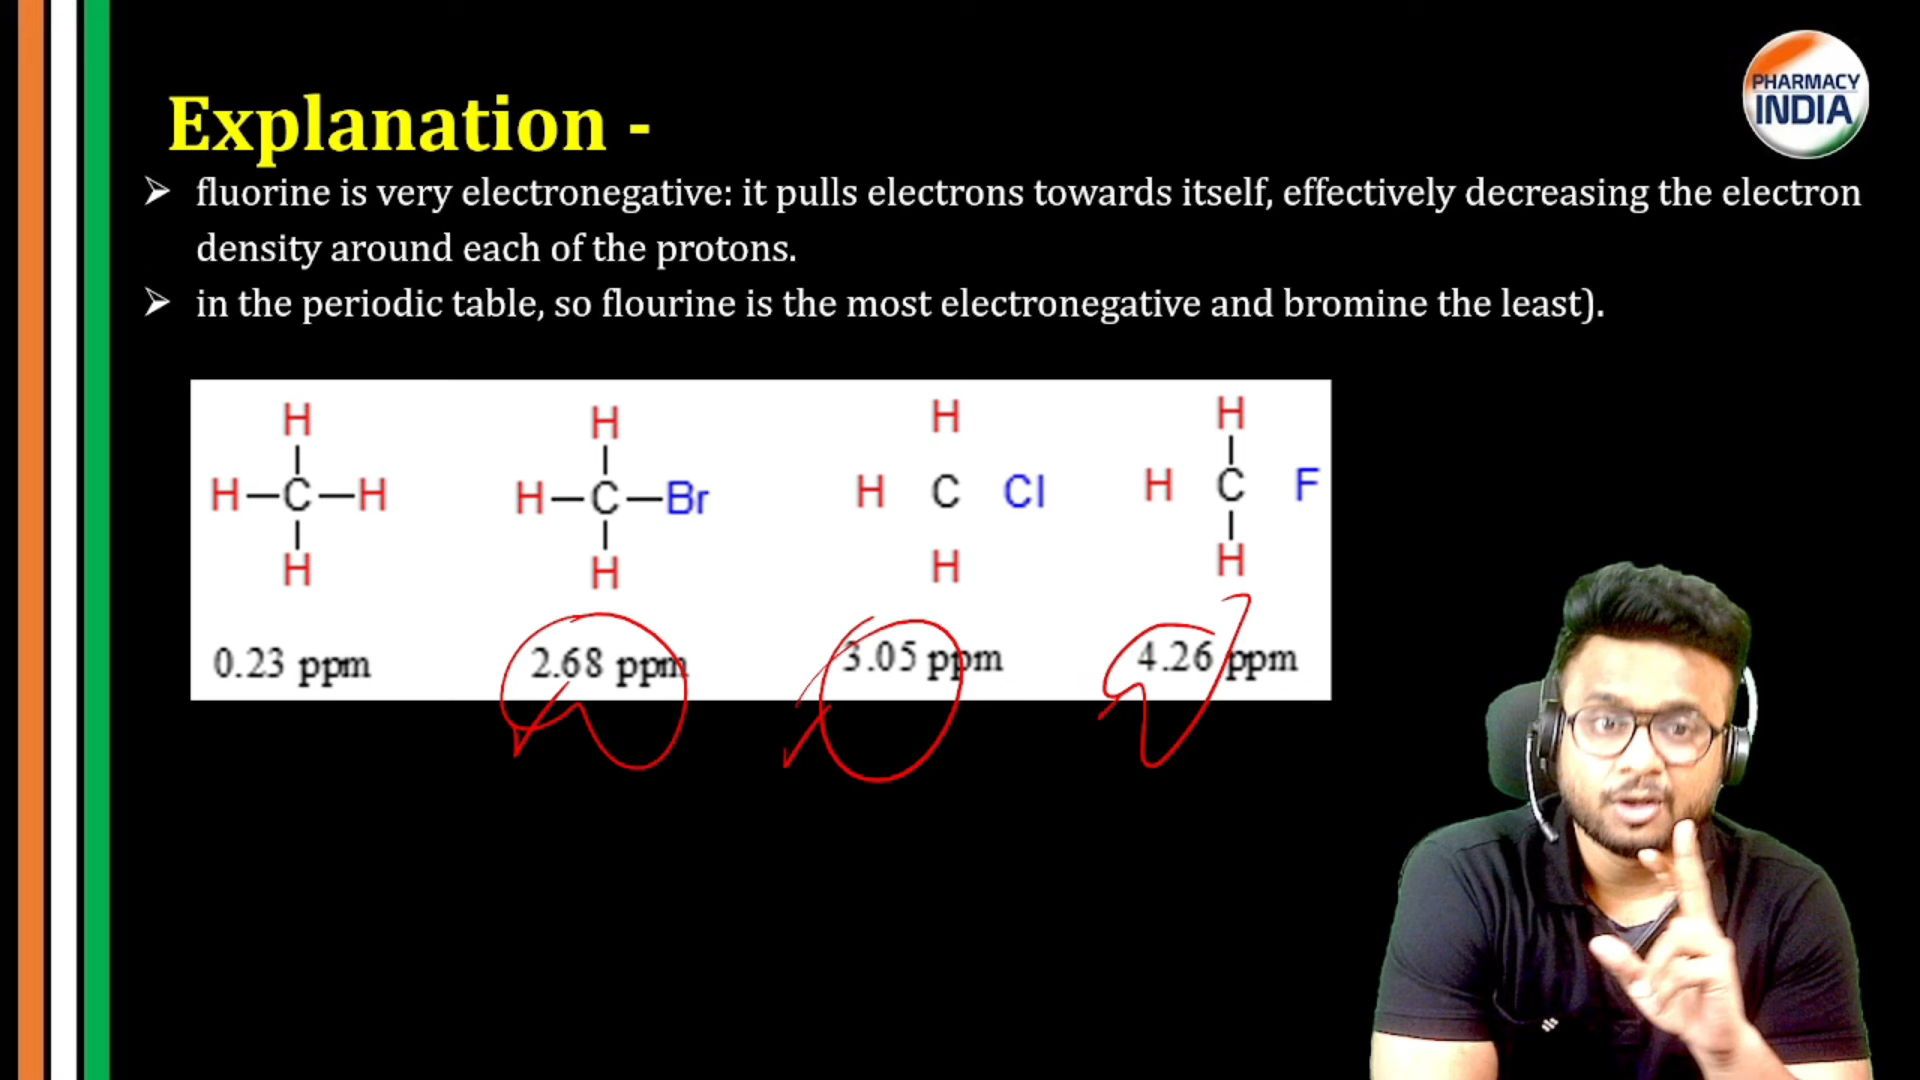 PHARMACY
INDIA
Explanation -
➢ fluorine is very electronegative: it pulls electrons towards itself, effectively decreasing the electron
density around each of the protons.
➢ in the periodic table, so flourine is the most electronegative and bromine the least).
H H H H
H—C—H H—C—Br H C Cl H C F
H H H H
0.23 ppm 2.68 ppm 3.05 ppm 4.26 ppm